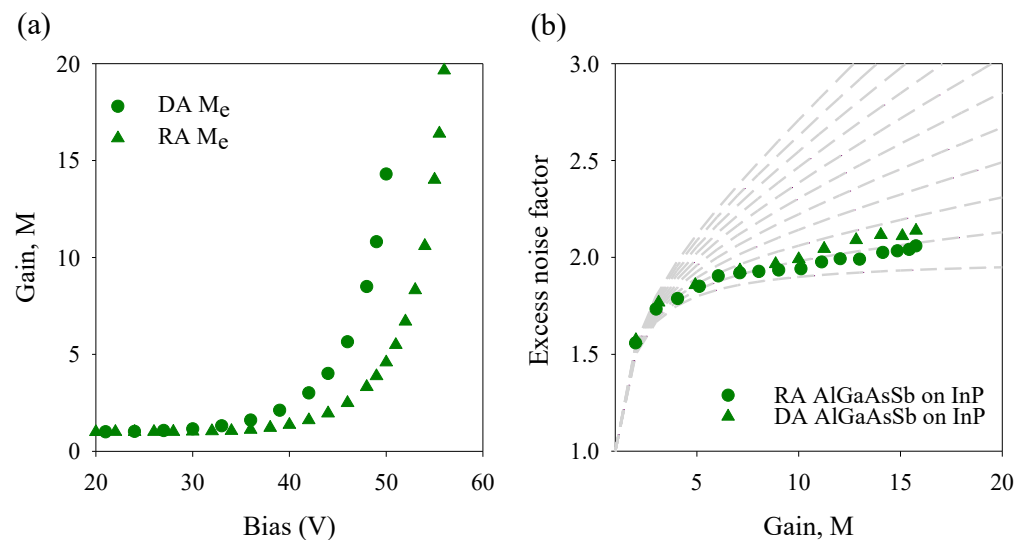 (a)
20
15
10
5
0
20
30
40
50
60
Gain, M
Bias (V)
DA Me
RA Me
(b)
3.0
2.5
2.0
1.5
1.0
5
10
15
20
Excess noise factor
Gain, M
RA AlGaAsSb on InP
DA AlGaAsSb on InP